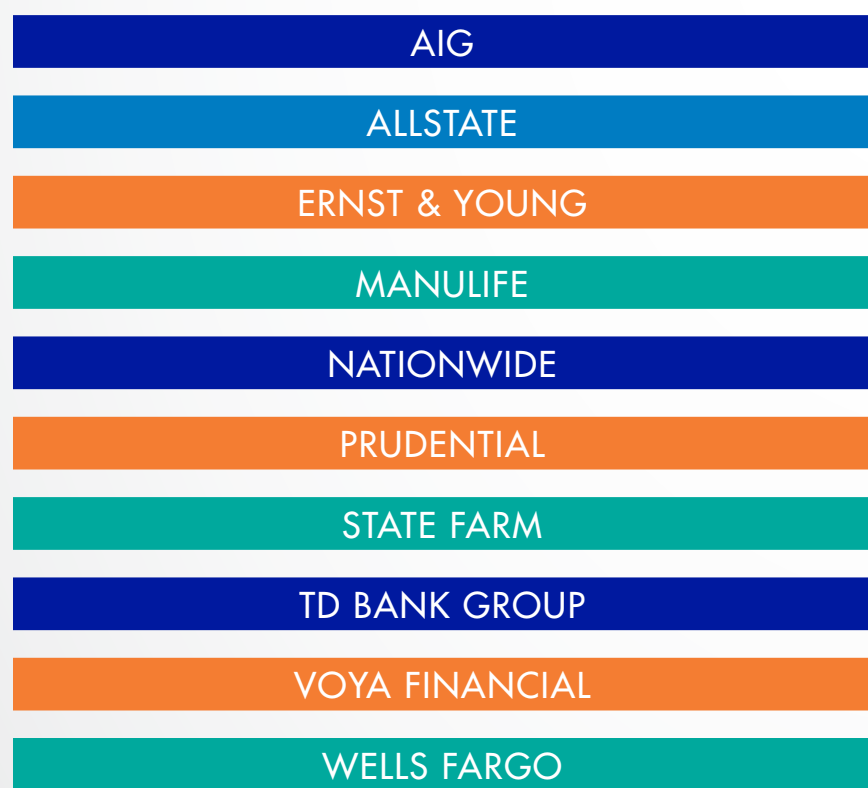 AIG
ALLSTATE
ERNST & YOUNG
MANULIFE
NATIONWIDE
PRUDENTIAL
STATE FARM
TD BANK GROUP
VOYA FINANCIAL
WELLS FARGO